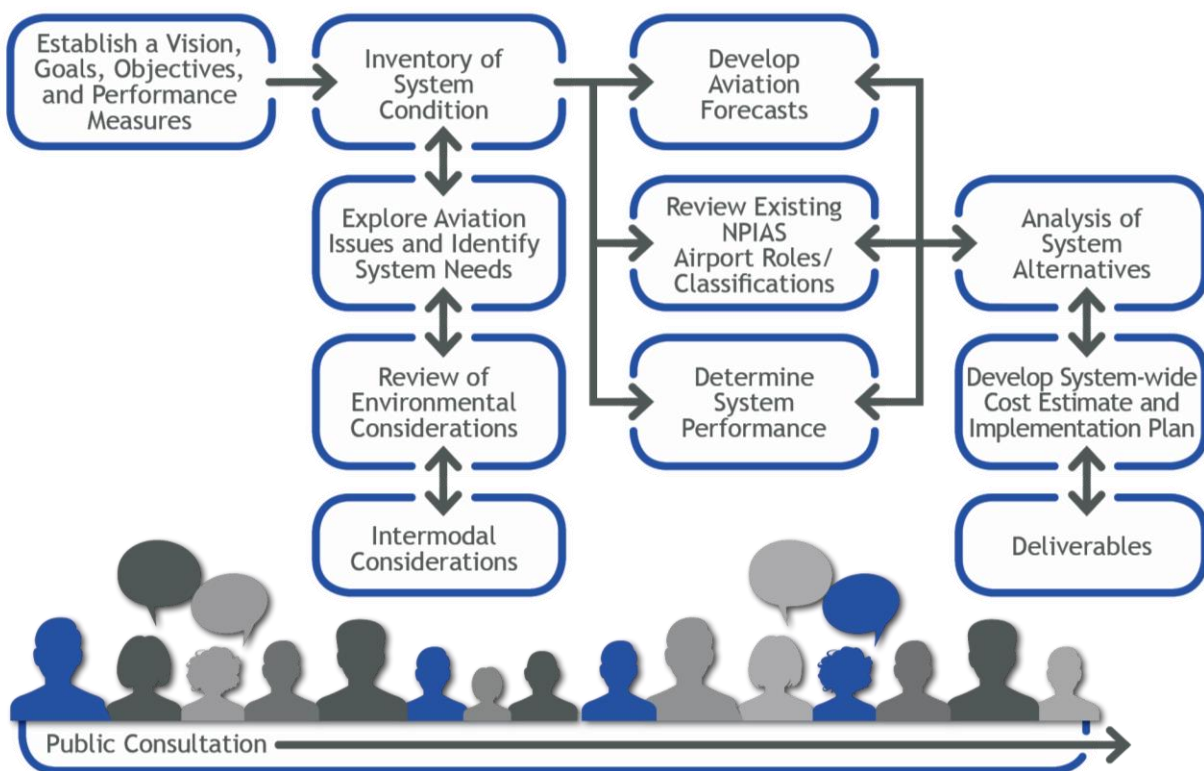 Establish a Vision,
Goals, Objectives,
and Performance
Measures
Inventory of
System
Condition
Develop
Aviation
Forecasts
Explore Aviation
Issues and Identify
System Needs
Review Existing
NPIAS
Airport Roles/
Classifications
Analysis of
System
Alternatives
Review of
Environmental
Considerations
Determine
System
Performance
Develop System-wide
Cost Estimate and
Implementation Plan
Intermodal
Considerations
Deliverables
Public Consultation